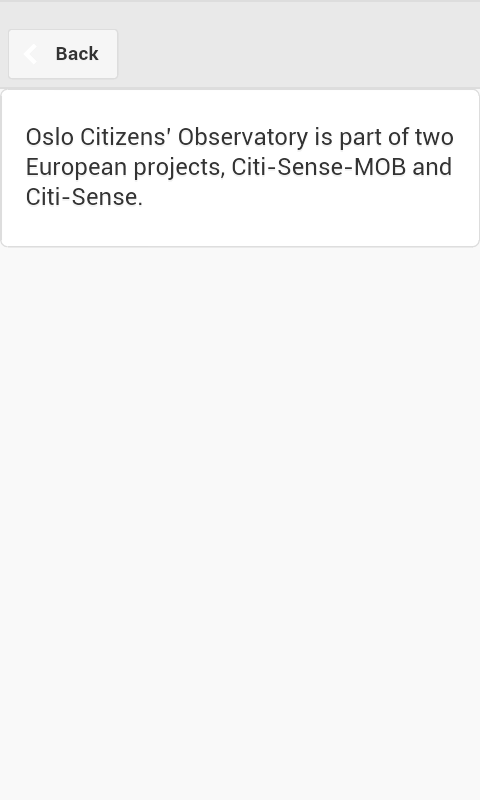 Back
Oslo Citizens' Observatory is part of two
European projects, Citi-Sense-MOB and
Citi-Sense.